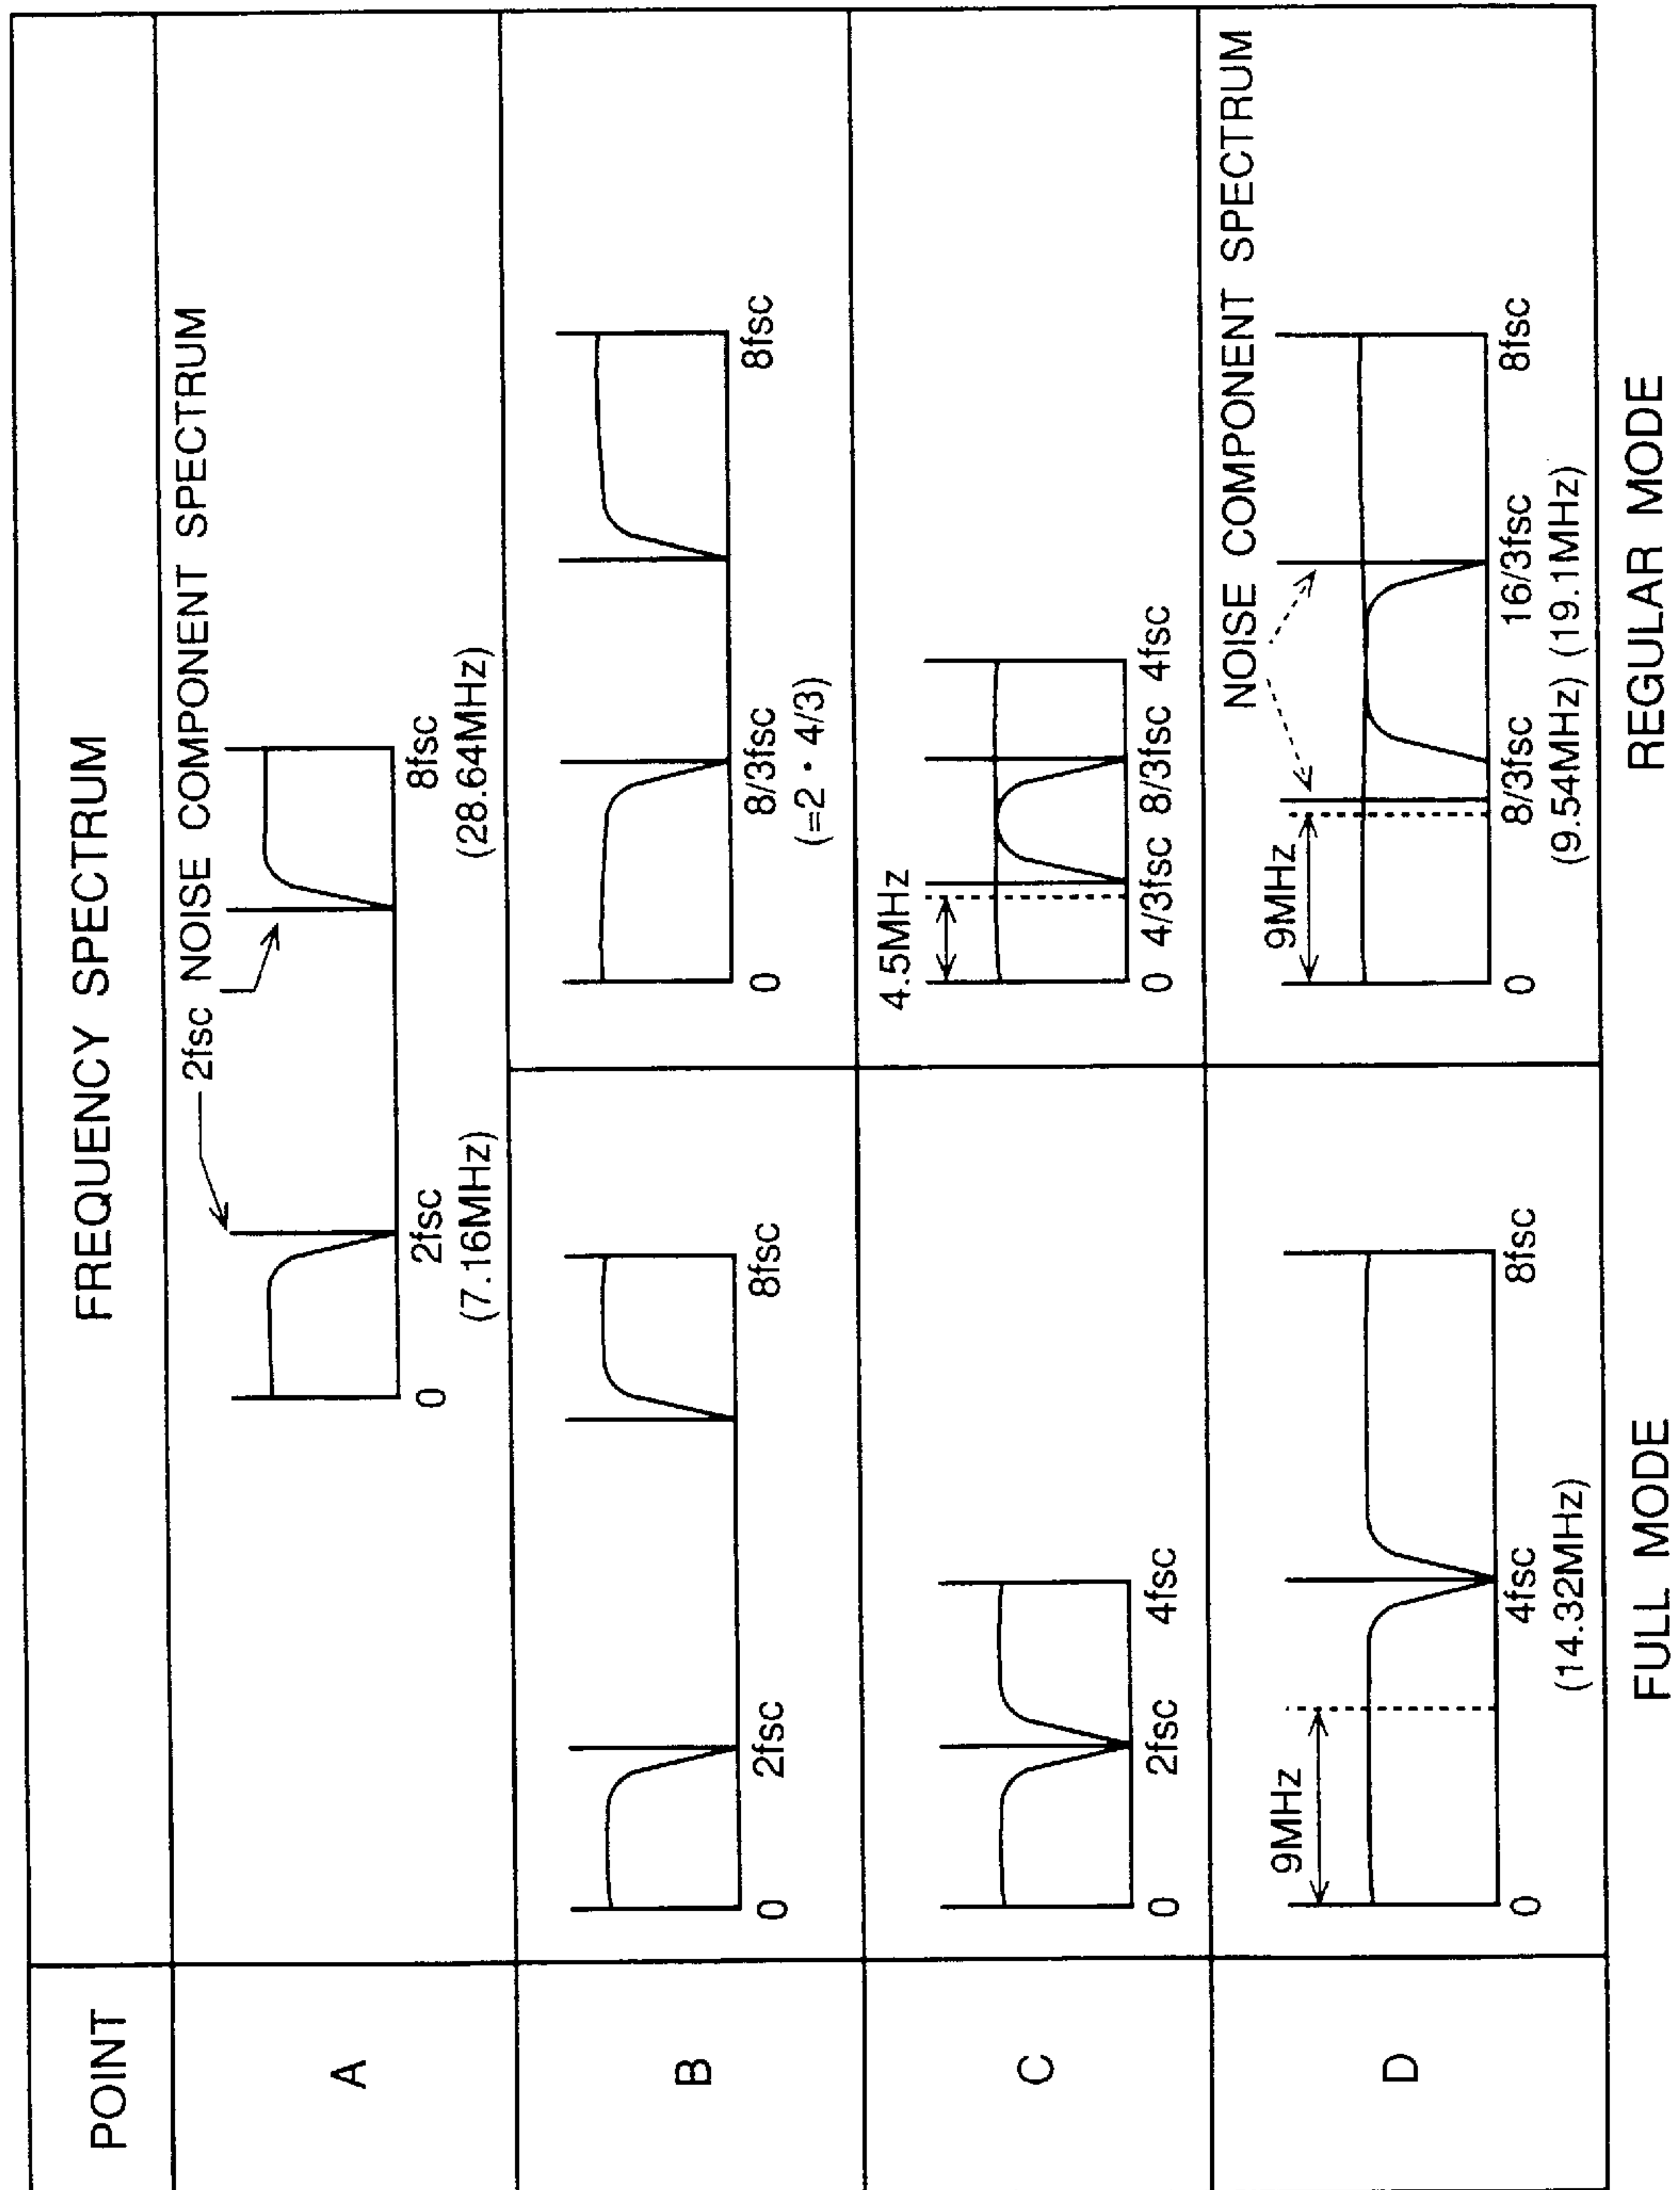 POINT
FREQUENCY SPECTRUM
A
2fsc NOISE COMPONENT SPECTRUM
0
2fsc
(7.16MHz)
8fsc
(28.64MHz)
B
0
2fsc
8fsc
0
8/3fsc
(=2・4/3)
8fsc
C
0
2fsc
4fsc
4.5MHz
0 4/3fsc 8/3fsc 4fsc
D
9MHz
0
4fsc
(14.32MHz)
8fsc
NOISE COMPONENT SPECTRUM
9MHz
0
8/3fsc
16/3fsc
8fsc
(9.54MHz) (19.1MHz)
FULL MODE
REGULAR MODE